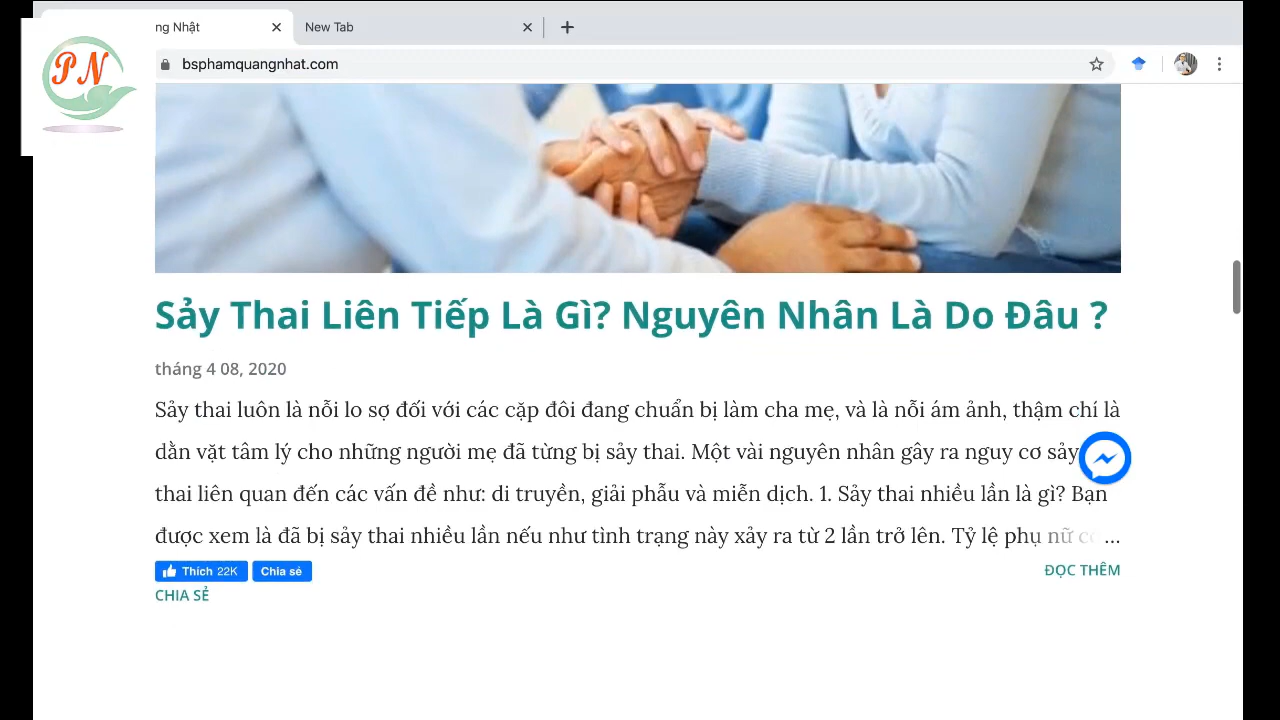 ng Nhật
New Tab
PN
bsphamquangnhat.com
Sảy Thai Liên Tiếp Là Gì? Nguyên Nhân Là Do Đâu ?
tháng 4 08, 2020
Sảy thai luôn là nỗi lo sợ đối với các cặp đôi đang chuẩn bị làm cha mẹ, và là nỗi ám ảnh, thậm chí là
dằn vặt tâm lý cho những người mẹ đã từng bị sảy thai. Một vài nguyên nhân gây ra nguy cơ sảy
thai liên quan đến các vấn đề như: di truyền, giải phẫu và miễn dịch. 1. Sảy thai nhiều lần là gì? Bạn
được xem là đã bị sảy thai nhiều lần nếu như tình trạng này xảy ra từ 2 lần trở lên. Tỷ lệ phụ nữ ...
Thích 22K
Chia sẻ
ĐỌC THÊM
CHIA SẺ